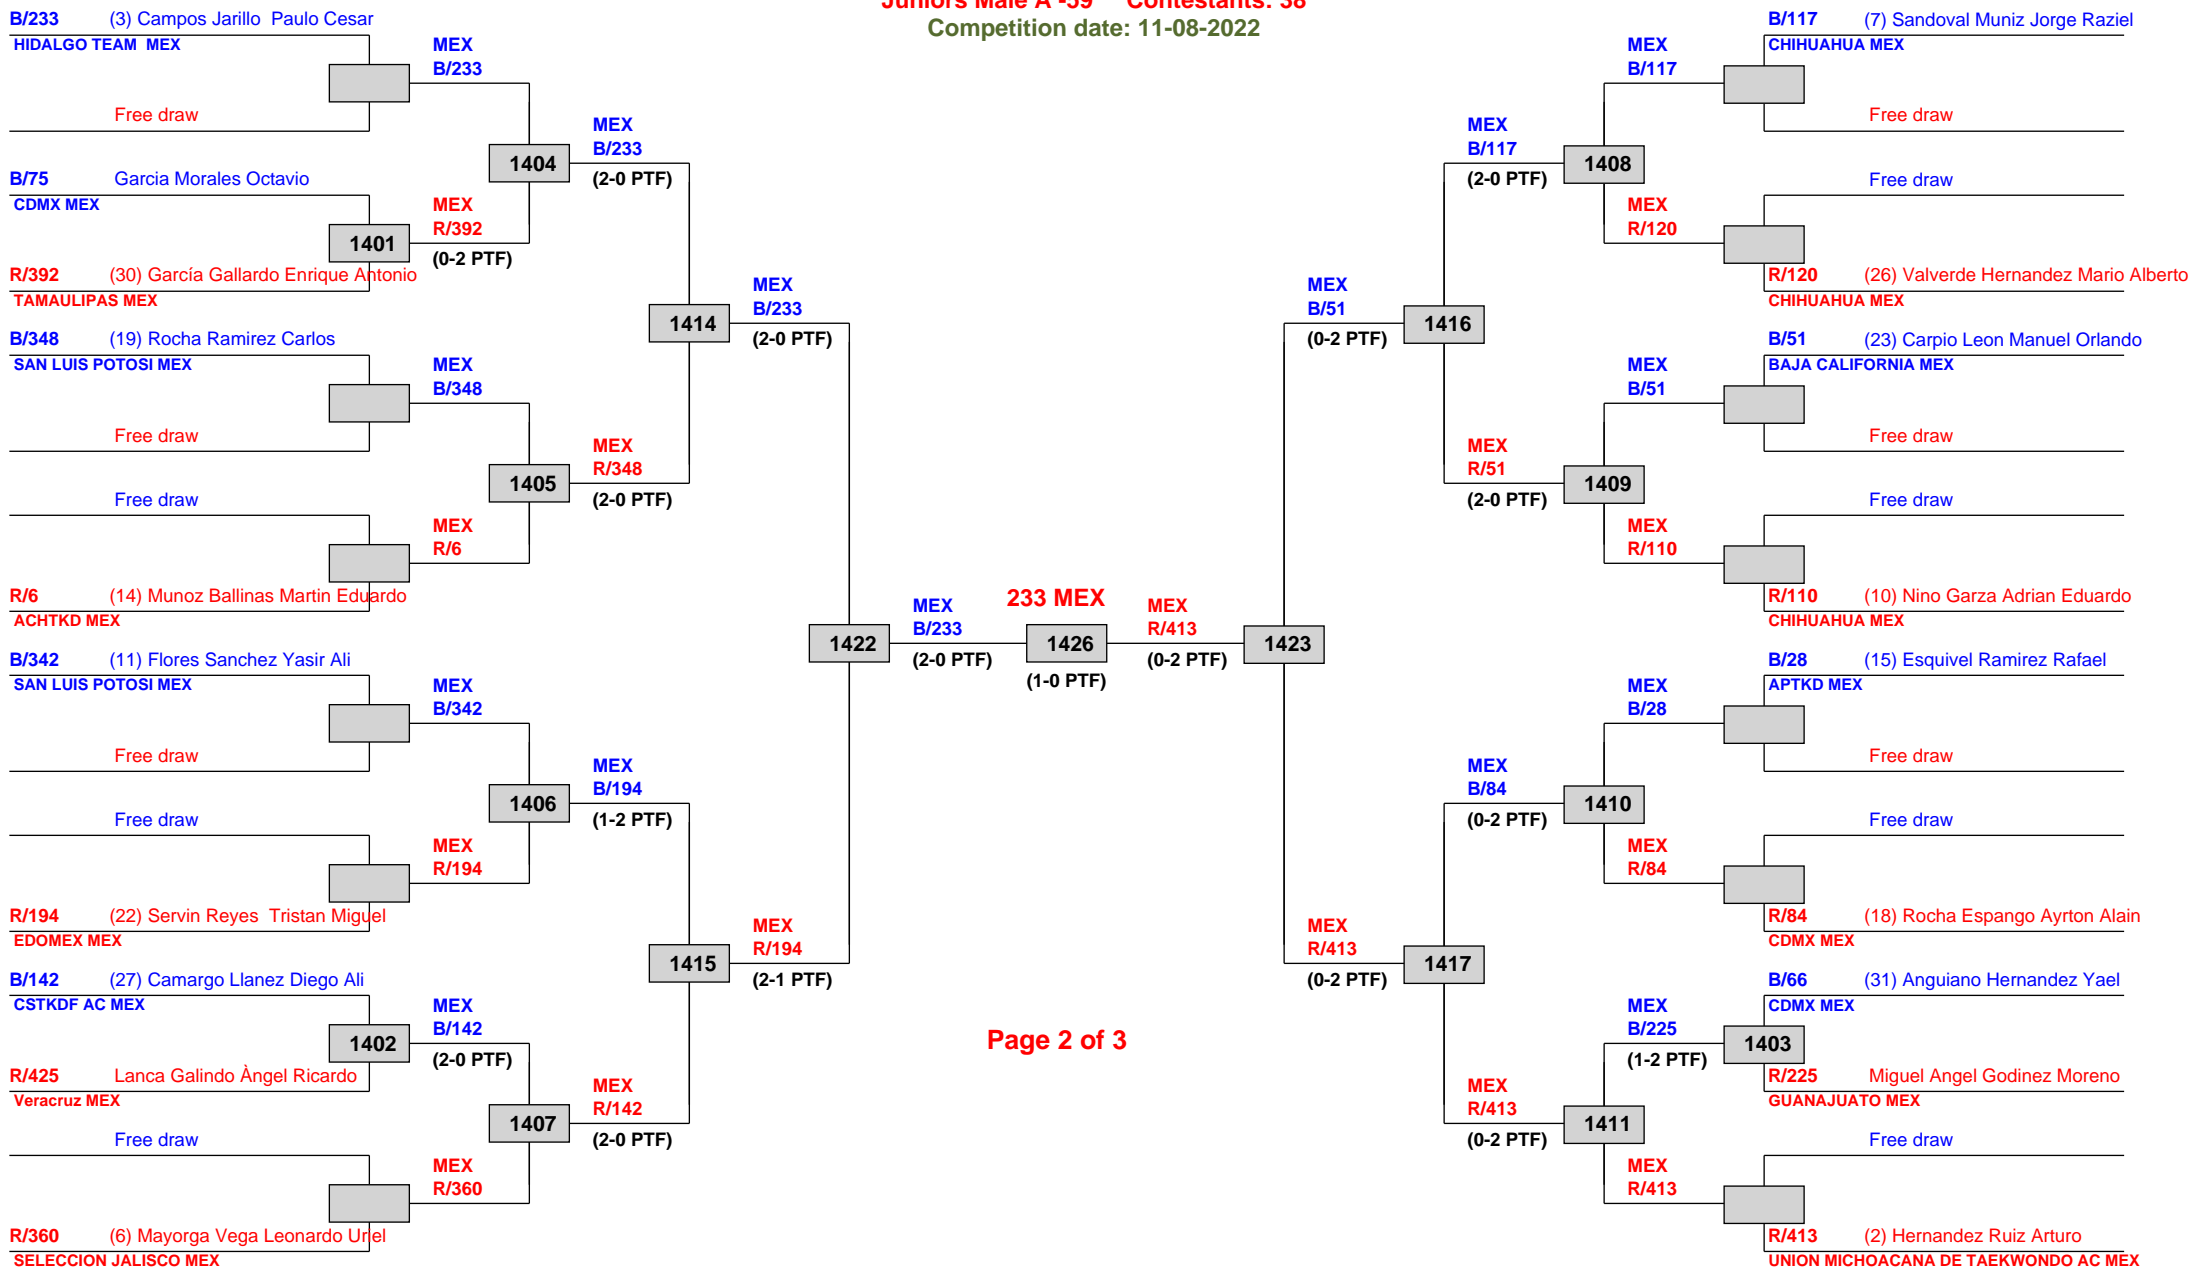 Juniors Male A -59 Contestants: 38
Competition date: 11-08-2022
B/233 (3) Campos Jarillo Paulo Cesar
HIDALGO TEAM MEX
Free draw
B/75 Garcia Morales Octavio
CDMX MEX
R/392 (30) García Gallardo Enrique Antonio
TAMAULIPAS MEX
B/348 (19) Rocha Ramirez Carlos
SAN LUIS POTOSI MEX
Free draw
Free draw
R/6 (14) Munoz Ballinas Martin Eduardo
ACHTKD MEX
B/342 (11) Flores Sanchez Yasir Ali
SAN LUIS POTOSI MEX
Free draw
Free draw
R/194 (22) Servin Reyes Tristan Miguel
EDOMEX MEX
B/142 (27) Camargo Llanez Diego Ali
CSTKDF AC MEX
R/425 Lanca Galindo Àngel Ricardo
Veracruz MEX
Free draw
R/360 (6) Mayorga Vega Leonardo Uriel
SELECCION JALISCO MEX
1401
1402
MEX
B/233
MEX
R/392
(0-2 PTF)
MEX
B/348
MEX
R/6
MEX
B/342
MEX
R/194
MEX
B/142
(2-0 PTF)
MEX
R/360
1404
1405
1406
1407
MEX
B/233
(2-0 PTF)
MEX
R/348
(2-0 PTF)
MEX
B/194
(1-2 PTF)
MEX
R/142
(2-0 PTF)
1414
1415
MEX
B/233
(2-0 PTF)
MEX
R/194
(2-1 PTF)
1422
MEX
B/233
(2-0 PTF)
233 MEX
1426
(1-0 PTF)
MEX
R/413
(0-2 PTF)
1423
Page 2 of 3
MEX
B/51
(0-2 PTF)
MEX
R/413
(0-2 PTF)
1416
1417
MEX
B/117
(2-0 PTF)
MEX
R/51
(2-0 PTF)
MEX
B/84
(0-2 PTF)
MEX
R/413
(0-2 PTF)
1408
1409
1410
1411
MEX
B/117
MEX
R/120
MEX
B/51
MEX
R/110
MEX
B/28
MEX
R/84
MEX
B/225
(1-2 PTF)
MEX
R/413
1403
B/117 (7) Sandoval Muniz Jorge Raziel
CHIHUAHUA MEX
Free draw
Free draw
R/120 (26) Valverde Hernandez Mario Alberto
CHIHUAHUA MEX
B/51 (23) Carpio Leon Manuel Orlando
BAJA CALIFORNIA MEX
Free draw
Free draw
R/110 (10) Nino Garza Adrian Eduardo
CHIHUAHUA MEX
B/28 (15) Esquivel Ramirez Rafael
APTKD MEX
Free draw
Free draw
R/84 (18) Rocha Espango Ayrton Alain
CDMX MEX
B/66 (31) Anguiano Hernandez Yael
CDMX MEX
R/225 Miguel Angel Godinez Moreno
GUANAJUATO MEX
Free draw
R/413 (2) Hernandez Ruiz Arturo
UNION MICHOACANA DE TAEKWONDO AC MEX